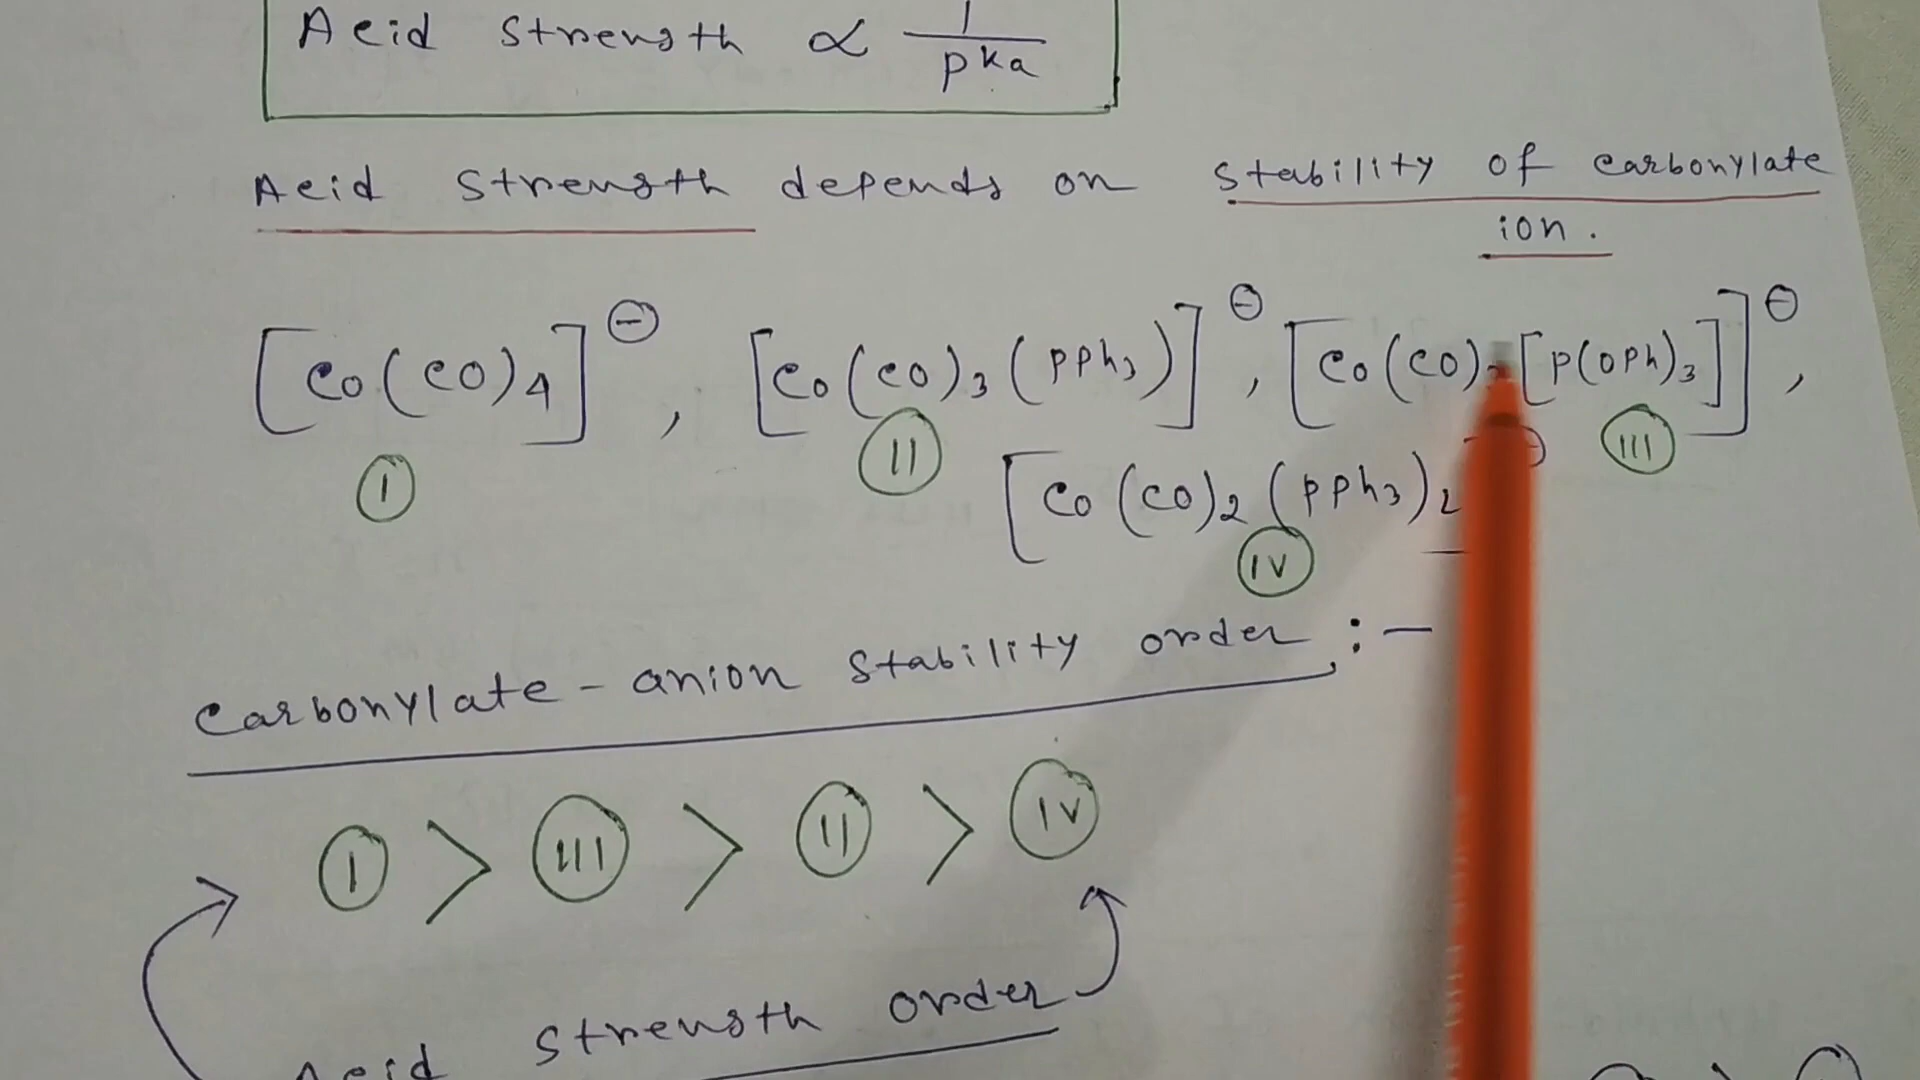 Acid strength ∝ 1/pka
Acid strength depends on stability of carbonylate
ion.
[Co(CO)4]⊖, [Co(CO)3(pph3)]⊖, [Co(CO) [P(oph)3]]⊖,
I II III
[Co(CO)2(pph3)2
IV
Carbonylate-anion stability order :-
I > III > II > IV
Acid strength order